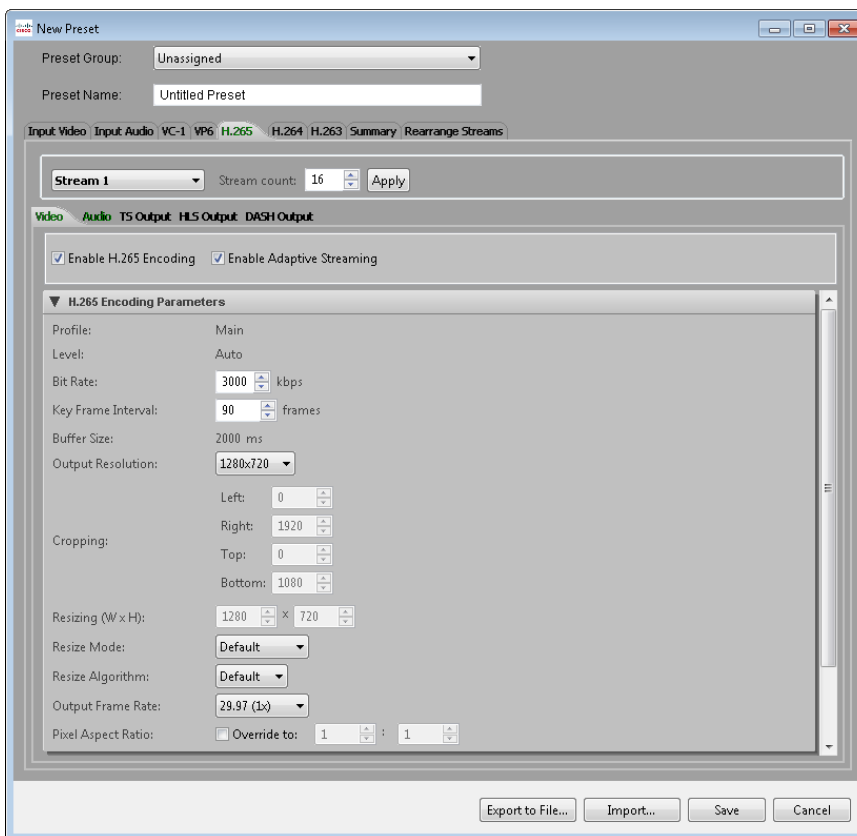 CISCO New Preset
Preset Group: Unassigned
Preset Name: Untitled Preset
Input Video Input Audio VC-1 VP6 H.265 H.264 H.263 Summary Rearrange Streams
Stream 1 Stream count: 16 Apply
Video Audio TS Output HLS Output DASH Output
Enable H.265 Encoding Enable Adaptive Streaming
H.265 Encoding Parameters
Profile: Main
Level: Auto
Bit Rate: 3000 kbps
Key Frame Interval: 90 frames
Buffer Size: 2000 ms
Output Resolution: 1280x720
Cropping:
Left: 0
Right: 1920
Top: 0
Bottom: 1080
Resizing (W x H): 1280 x 720
Resize Mode: Default
Resize Algorithm: Default
Output Frame Rate: 29.97 (1x)
Pixel Aspect Ratio: Override to: 1 : 1
Export to File... Import... Save Cancel